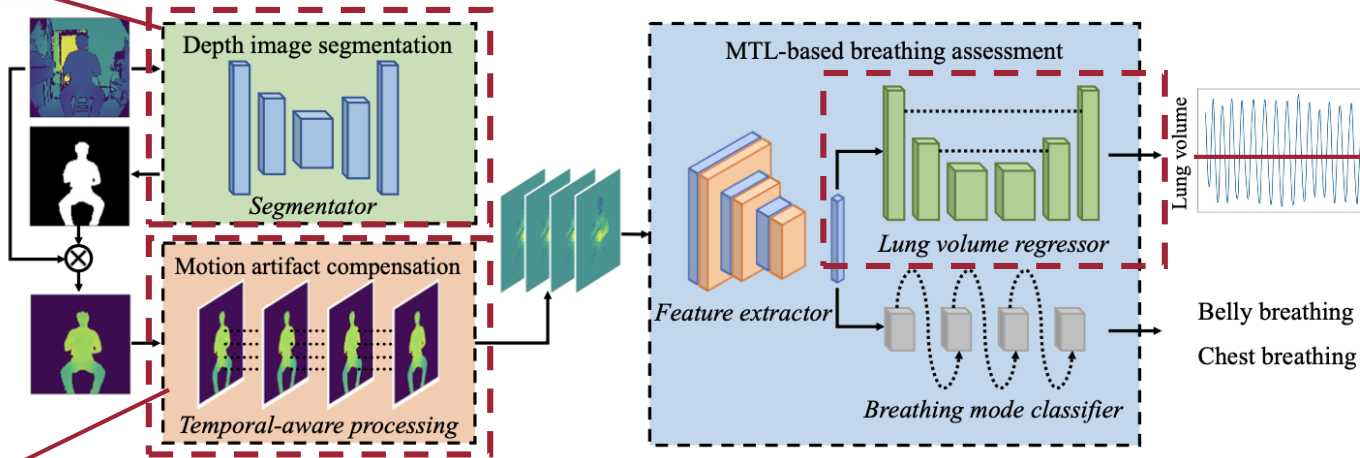 Depth image segmentation
Segmentator
Motion artifact compensation
Temporal-aware processing
MTL-based breathing assessment
Feature extractor
Lung volume regressor
Breathing mode classifier
Lung volume
Belly breathing
Chest breathing